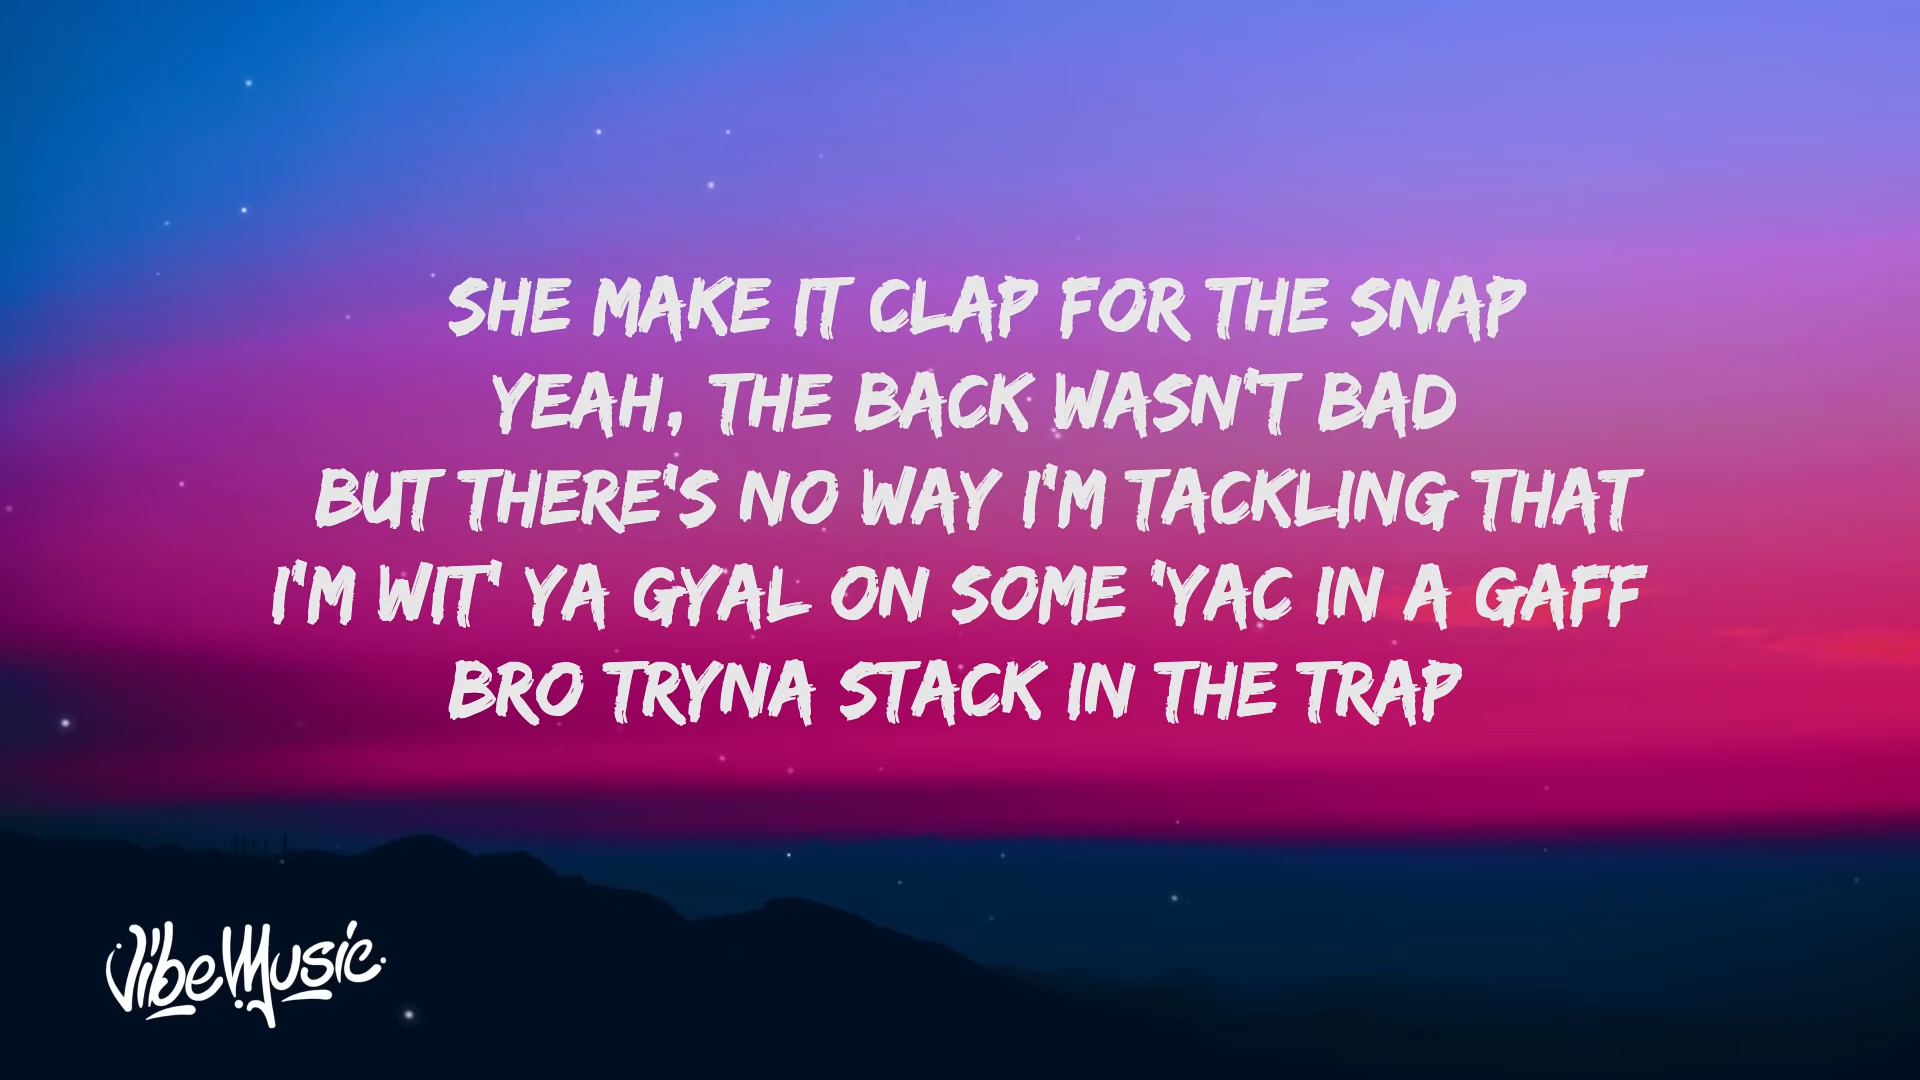 SHE MAKE IT CLAP FOR THE SNAP
YEAH, THE BACK WASN'T BAD
BUT THERE'S NO WAY I'M TACKLING THAT
I'M WIT' YA GYAL ON SOME 'YAC IN A GAFF
BRO TRYNA STACK IN THE TRAP
VibeMusic